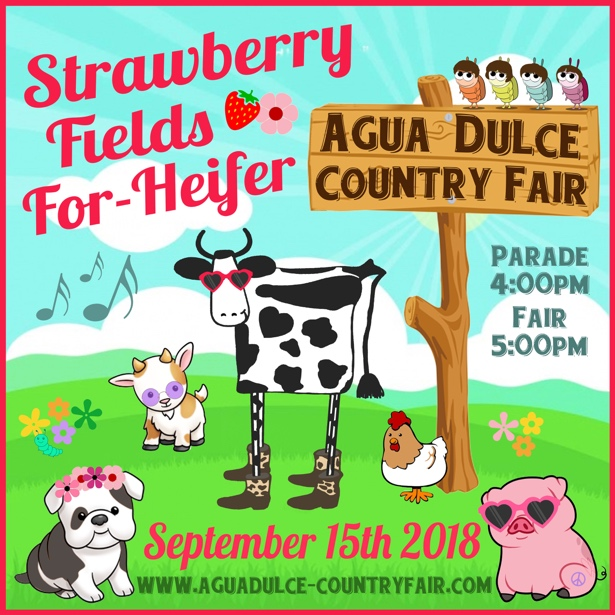 Strawberry
Fields
For-Heifer
Agua Dulce
Country Fair
Parade
4:00pm
Fair
5:00pm
September 15th 2018
www.aguadulce-countryfair.com